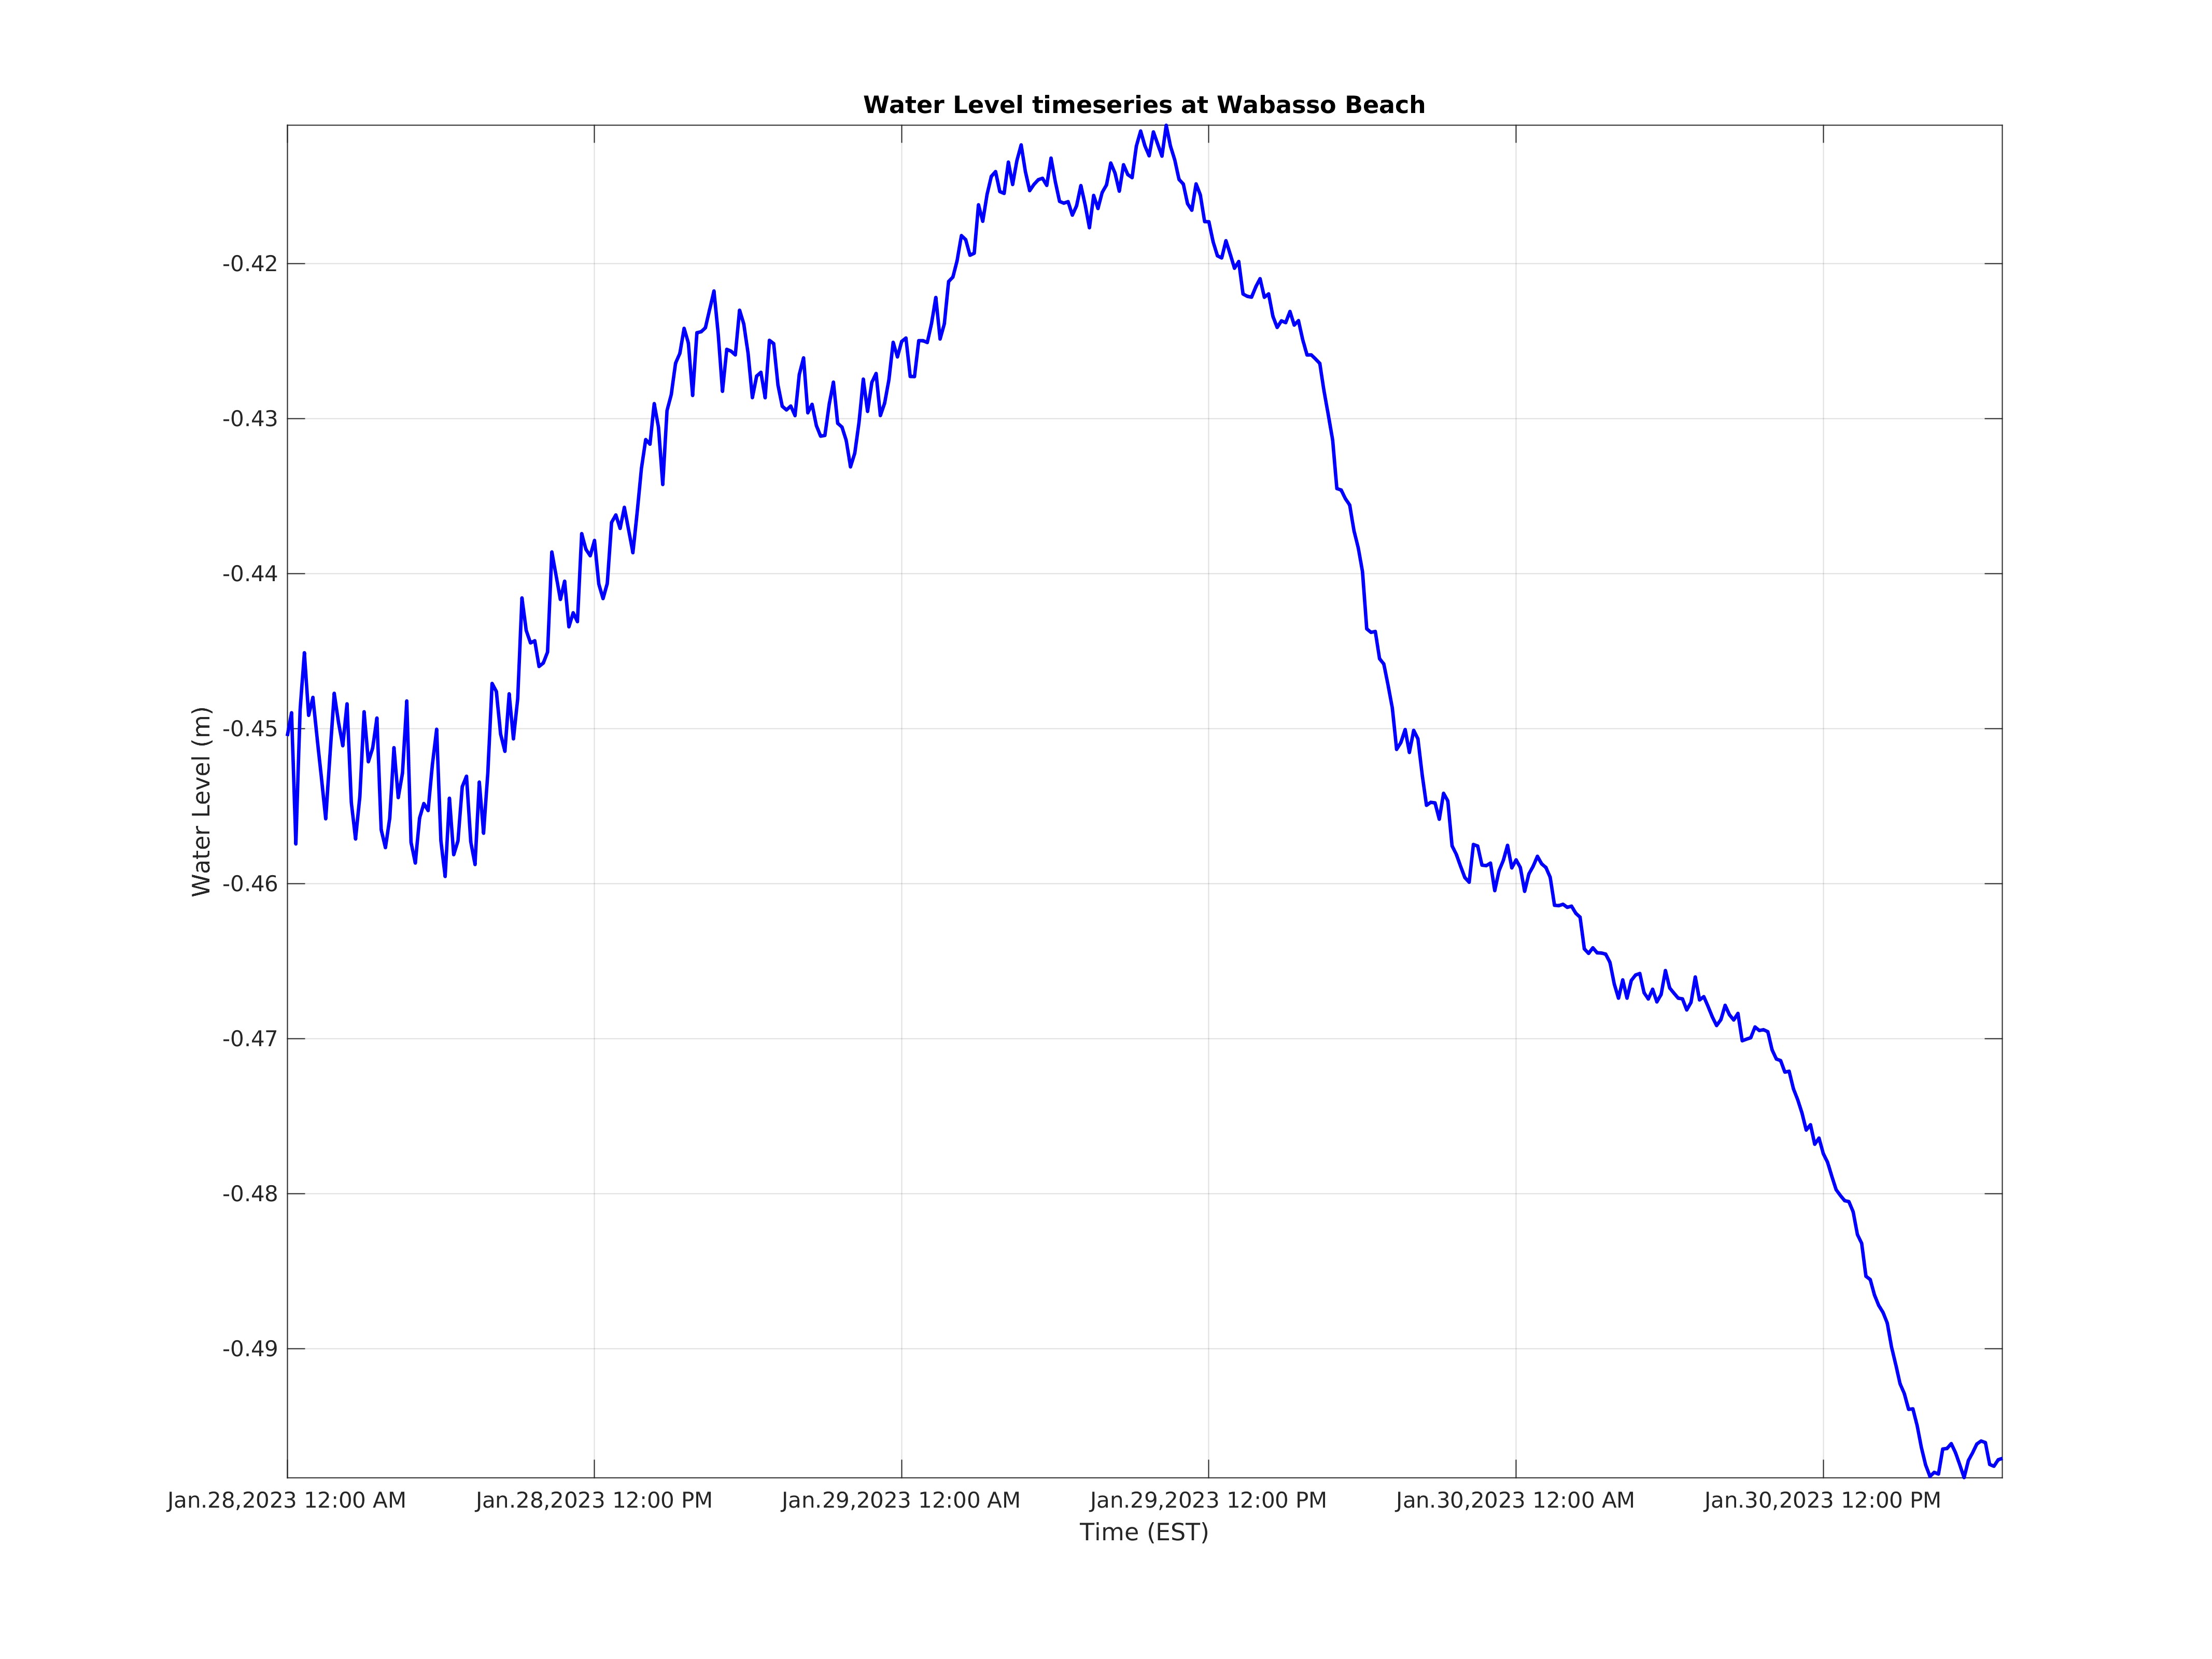 Water Level timeseries at Wabasso Beach
-0.42
-0.43
-0.44
-0.45
-0.46
-0.47
-0.48
-0.49
Water Level (m)
Jan.28,2023 12:00 AM
Jan.28,2023 12:00 PM
Jan.29,2023 12:00 AM
Jan.29,2023 12:00 PM
Jan.30,2023 12:00 AM
Jan.30,2023 12:00 PM
Time (EST)